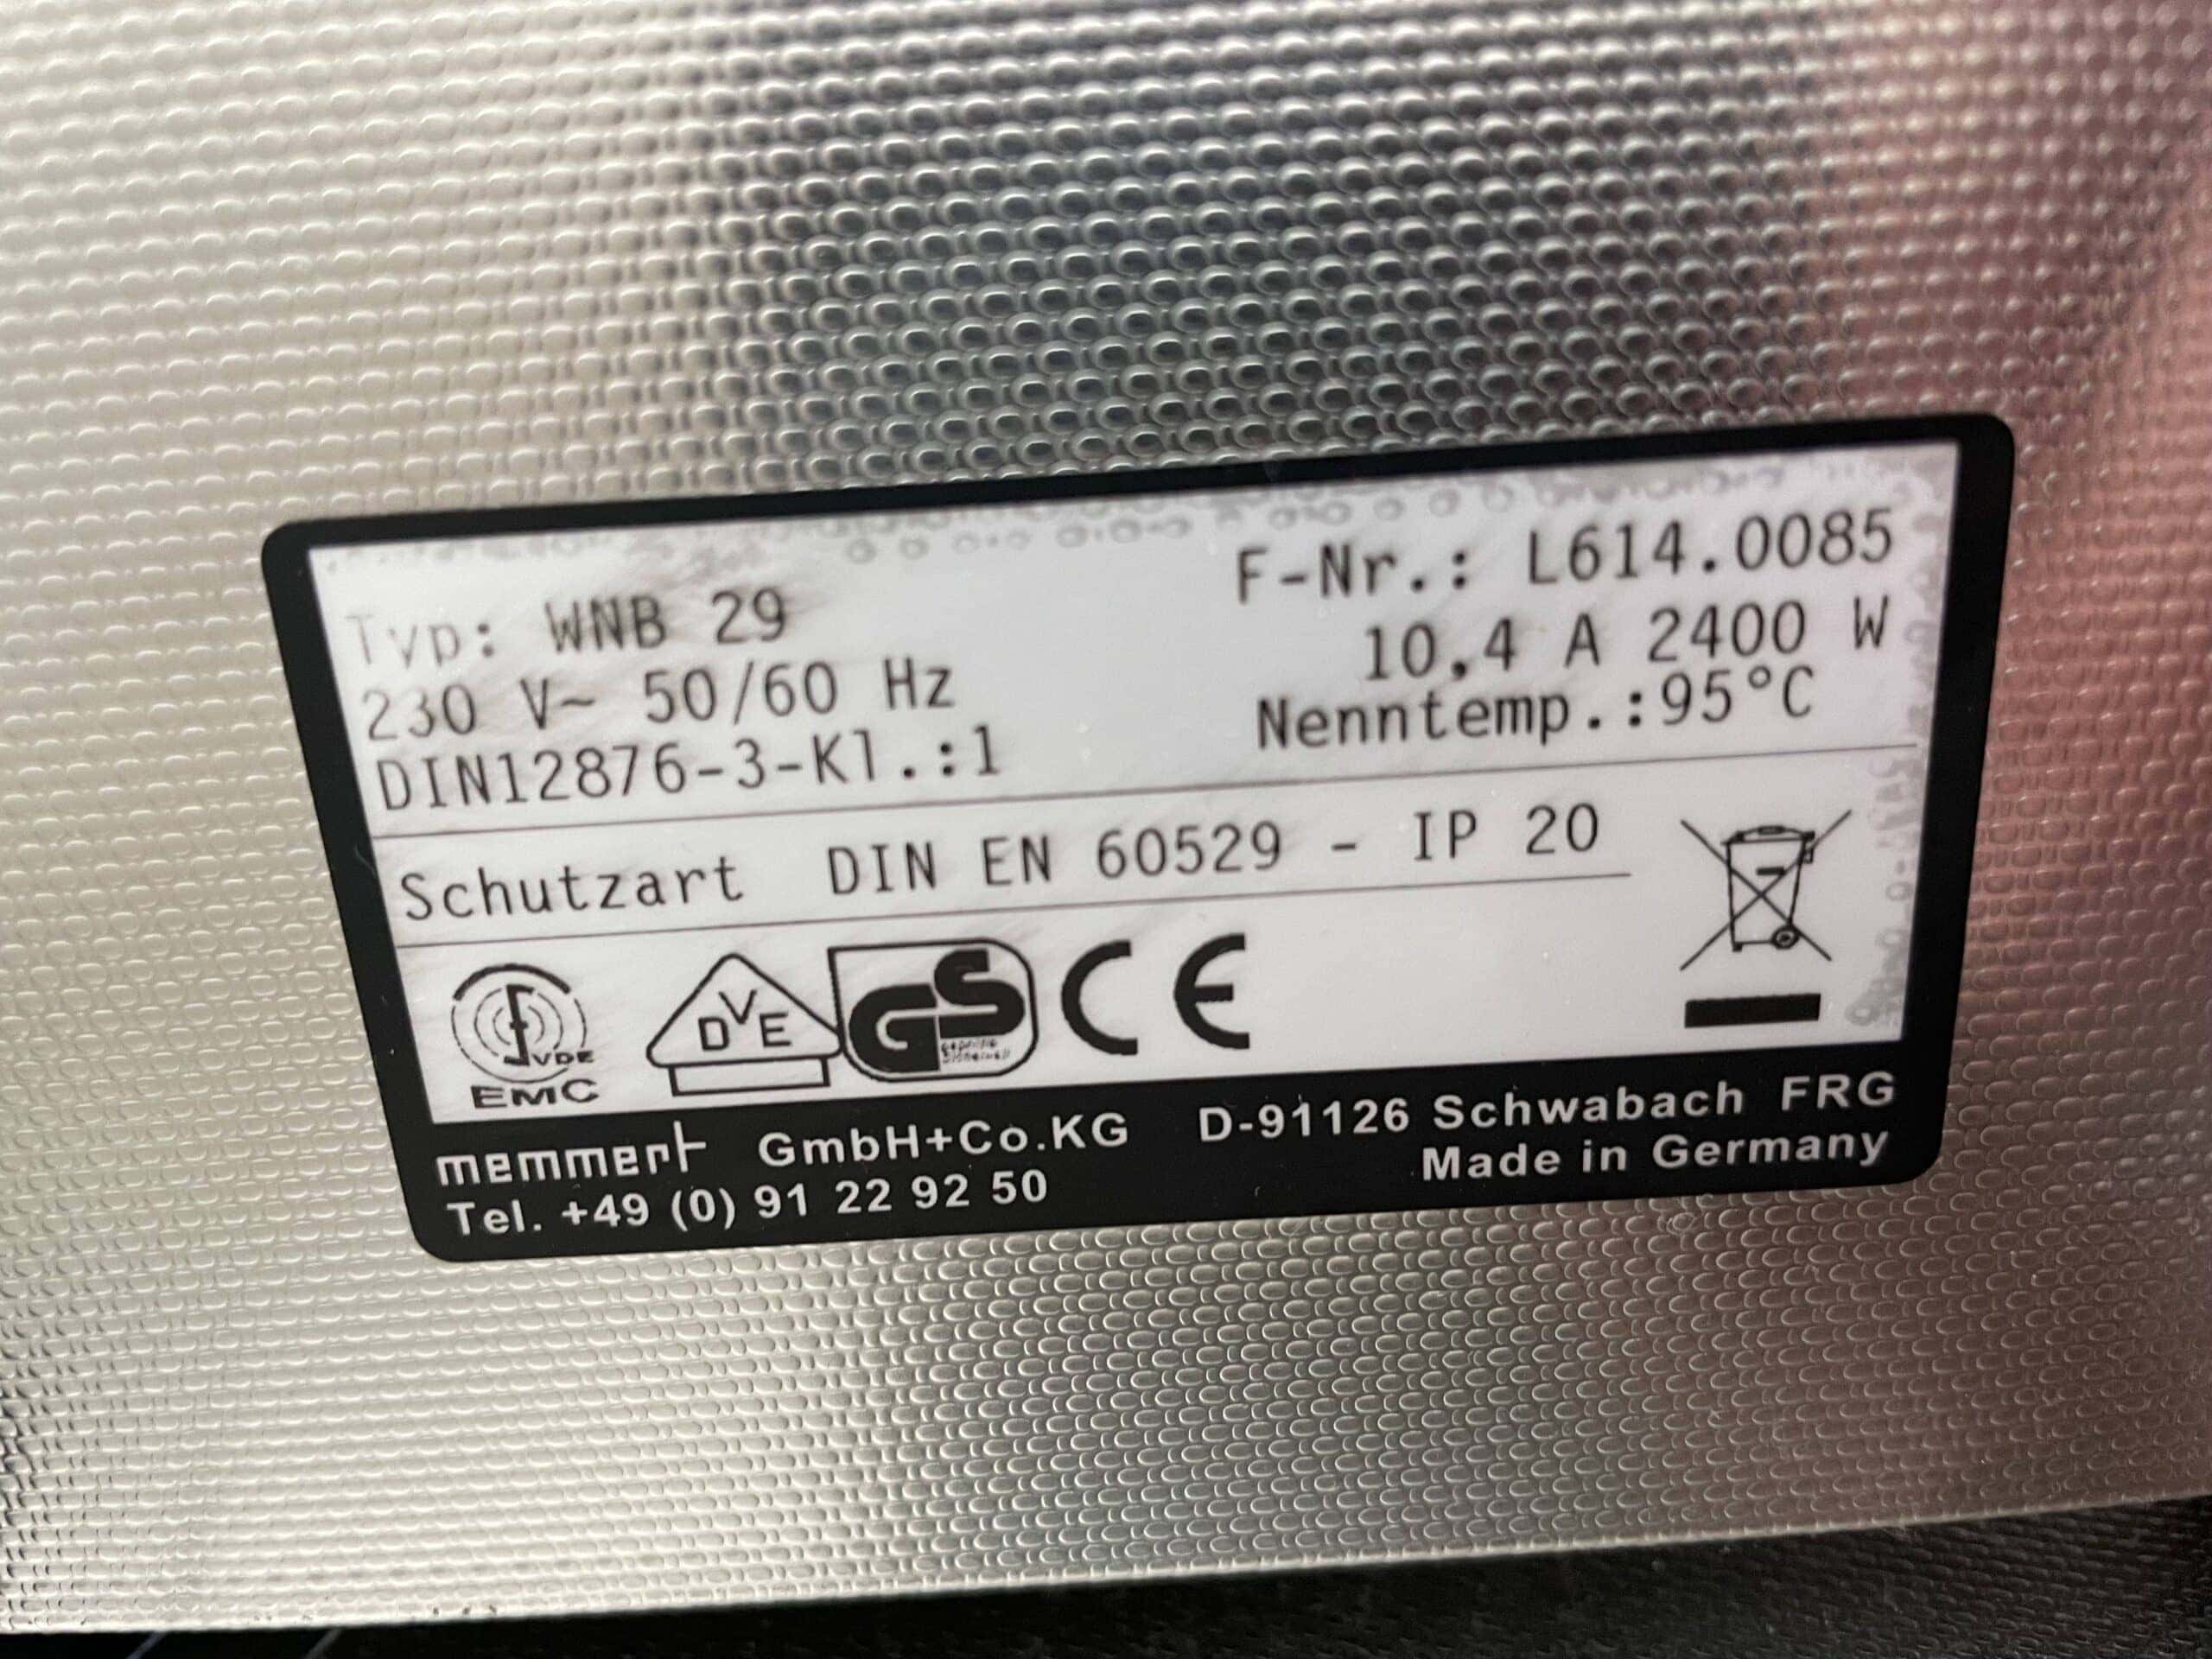 Typ: WNB 29 F-Nr.: L614.0085
230 V~ 50/60 Hz 10,4 A 2400 W
DIN12876-3-Kl.:1 Nenntemp.:95°C
Schutzart DIN EN 60529 - IP 20
VDE
EMC
DVE
GS
geprüfte
Sicherheit
CE
memmert GmbH+Co.KG D-91126 Schwabach FRG
Tel. +49 (0) 91 22 92 50 Made in Germany